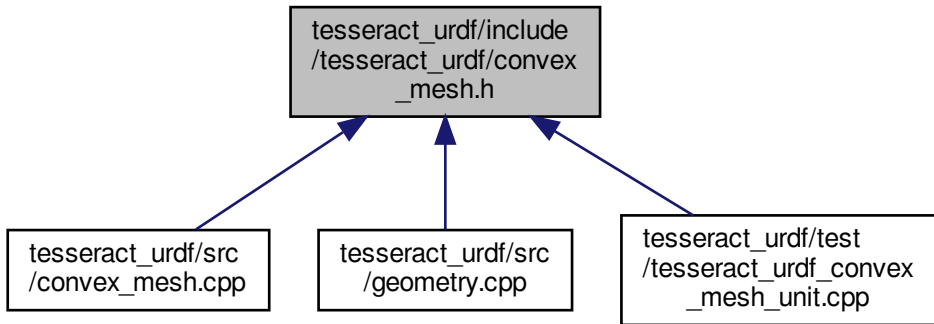 tesseract_urdf/include
/tesseract_urdf/convex
_mesh.h
tesseract_urdf/src
/convex_mesh.cpp
tesseract_urdf/src
/geometry.cpp
tesseract_urdf/test
/tesseract_urdf_convex
_mesh_unit.cpp